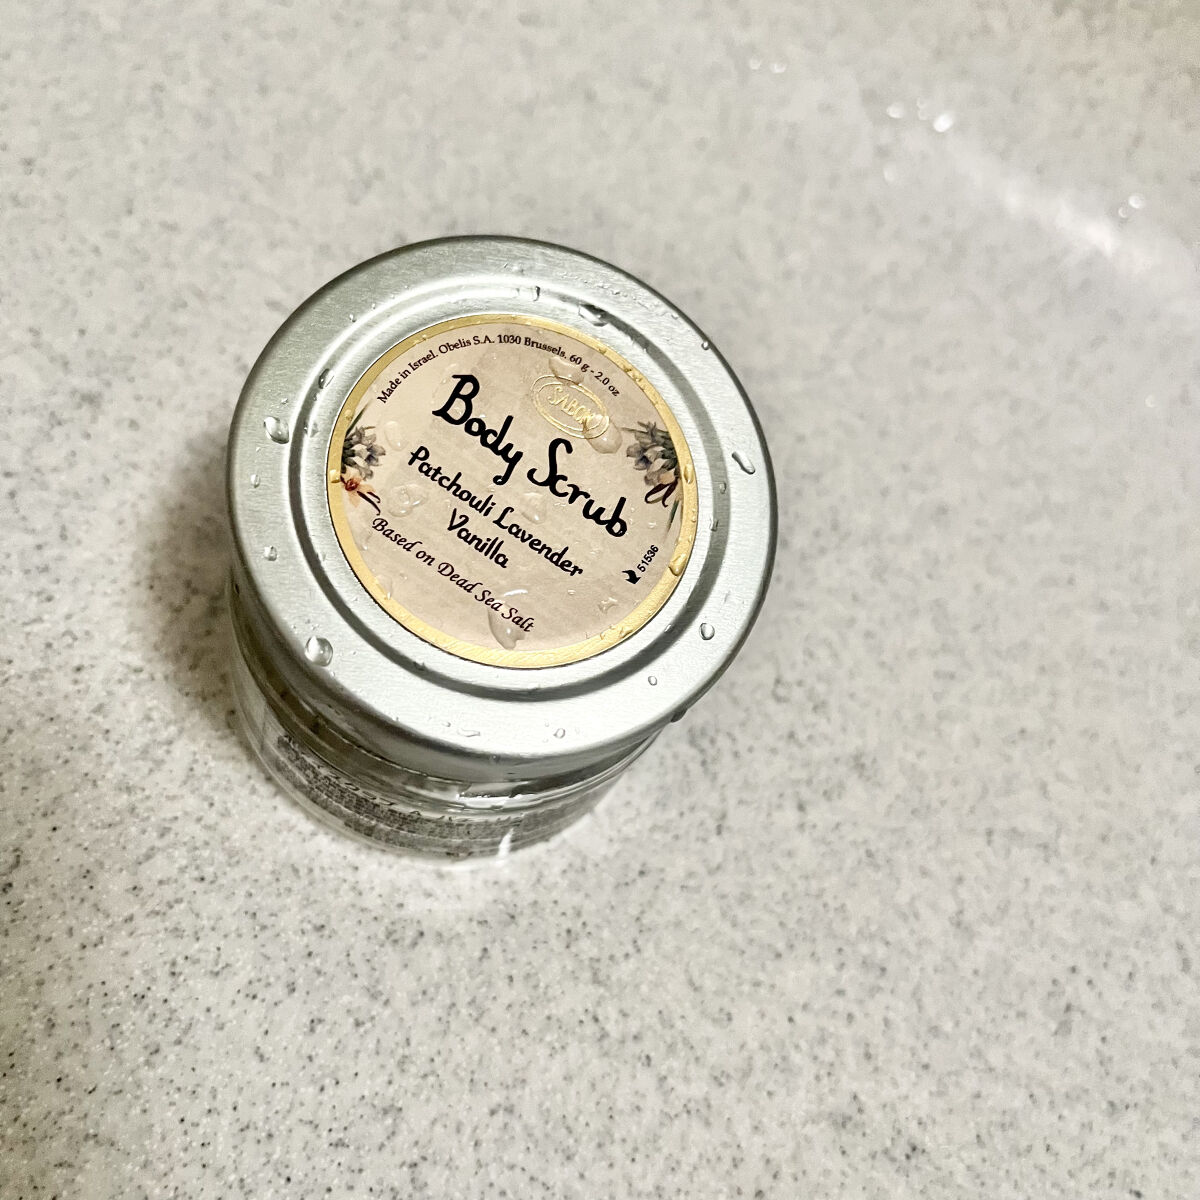 Made in Israel. Obelis S.A. 1030 Brussels. 60 g - 2.0 oz
SABON
Body Scrub
Patchouli Lavender
Vanilla
Based on Dead Sea Salt
51536